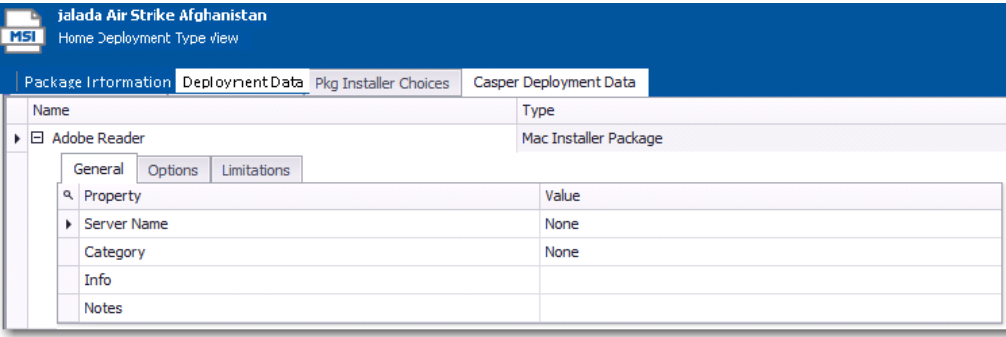 jalada Air Strike Afghanistan
MSI
Home Deployment Type View
Package Information Deployment Data Pkg Installer Choices Casper Deployment Data
Name Type
Adobe Reader Mac Installer Package
General Options Limitations
Property Value
Server Name None
Category None
Info
Notes